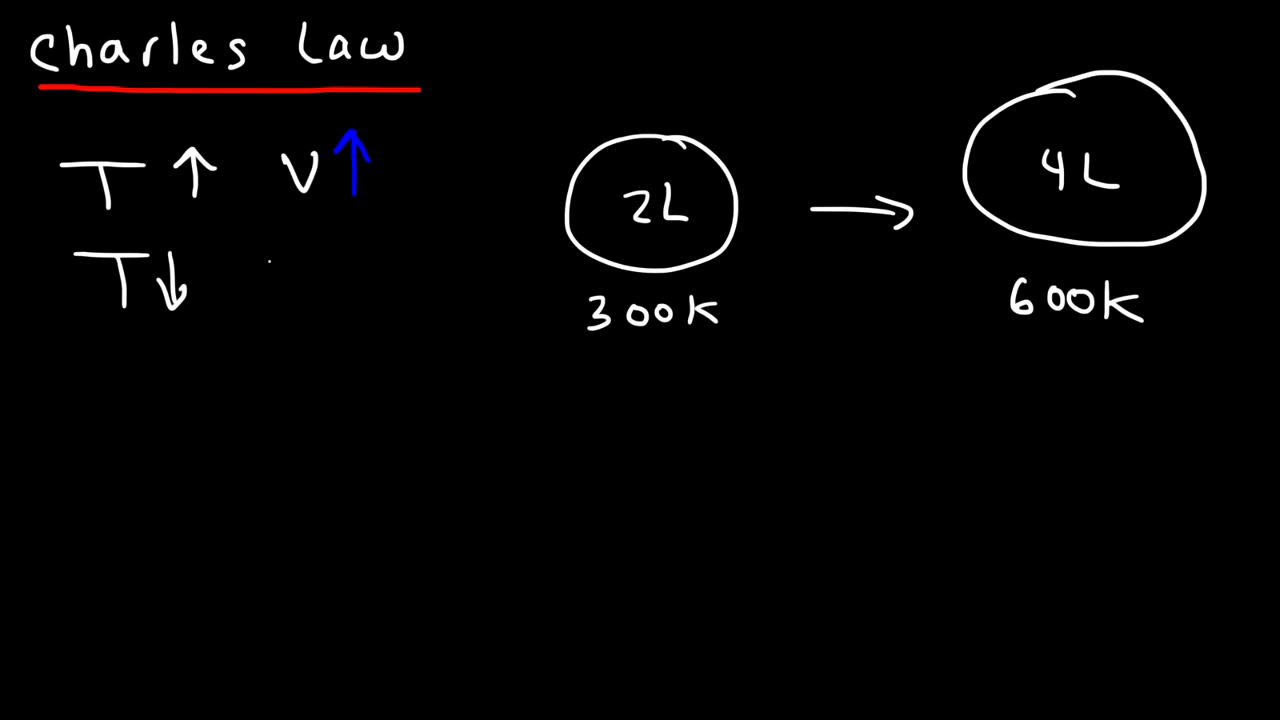 Charles Law
T ↑ V ↑
T ↓
2L
300K
→
4L
600K